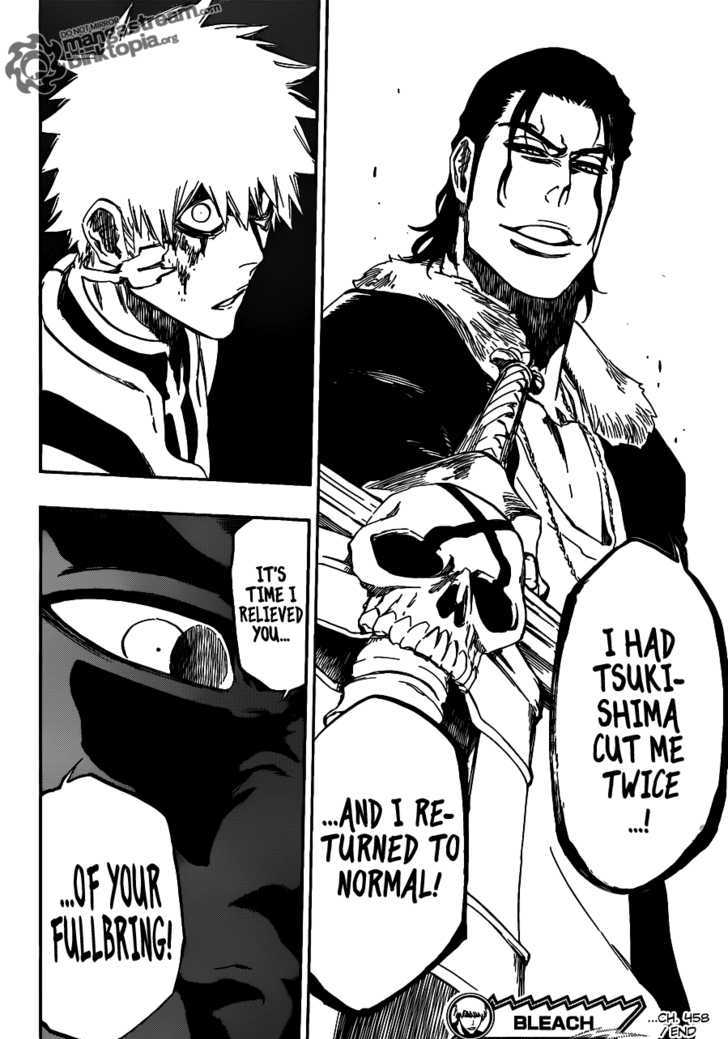 DO NOT MIRROR
mangastream.com
binktopia.org
I HAD
TSUKI-
SHIMA
CUT ME
TWICE
...!
...AND I RE-
TURNED TO
NORMAL!
IT'S
TIME I
RELIEVED
YOU...
...OF YOUR
FULLBRING!
BLEACH
...CH. 458
/ END